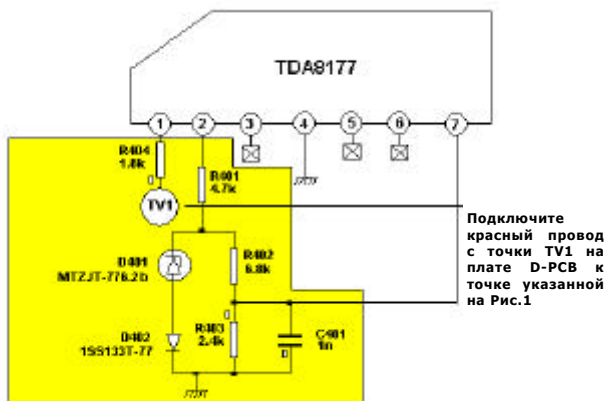 TDA8177
1 2 3 4 5 6 7
R404
1.8k
R401
4.7k
TV1
Подключите
красный провод
с точки TV1 на
плате D-PCB к
точке указанной
на Рис.1
D401
MTZJT-776.2b
R402
6.8k
D402
1SS133T-77
R403
2.4k
C401
1n